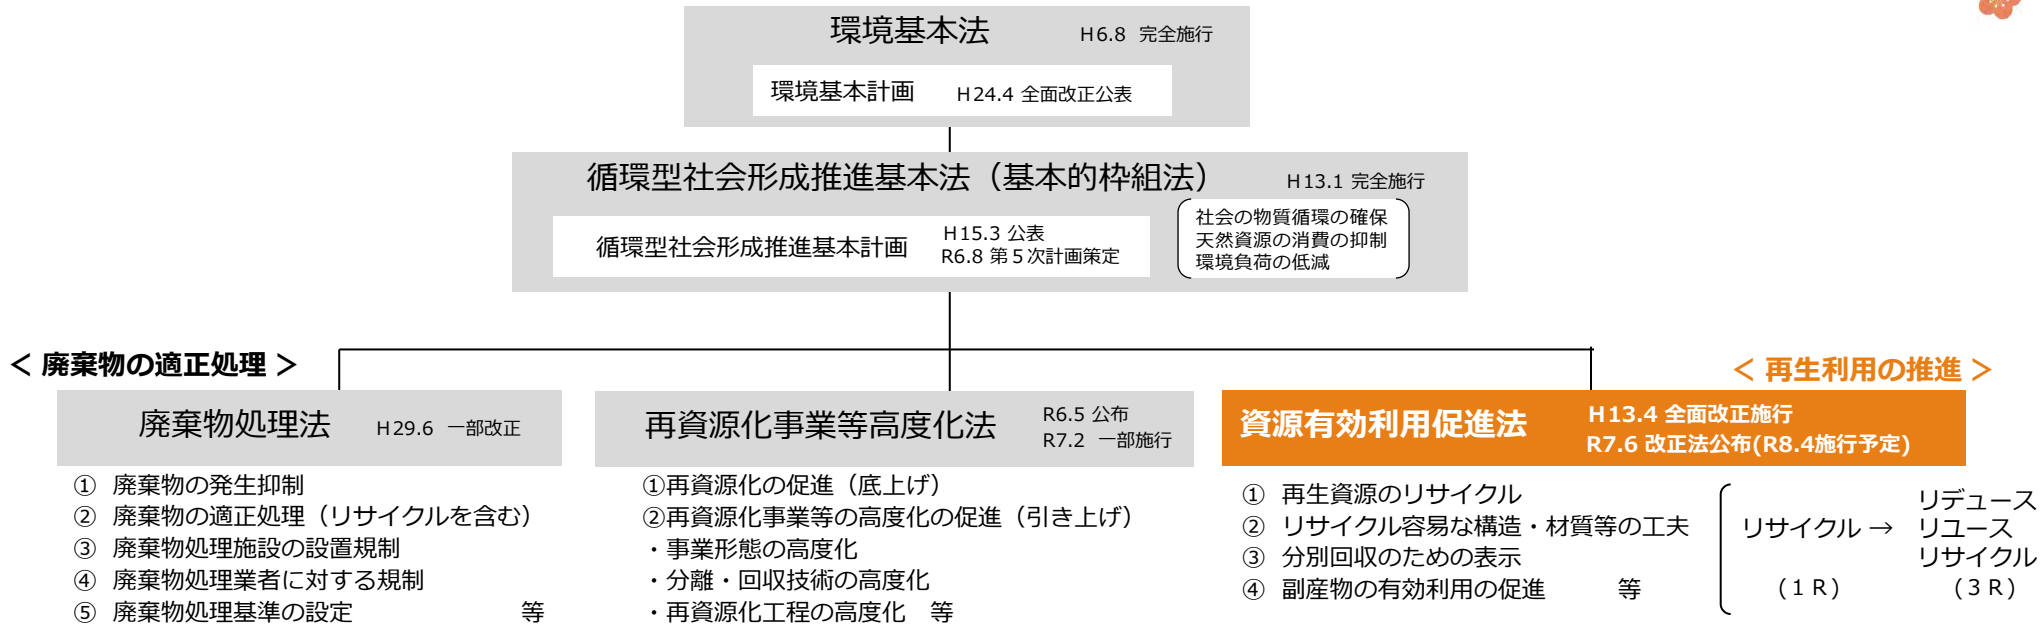 環境基本法 H6.8 完全施行
環境基本計画 H24.4 全面改正公表
循環型社会形成推進基本法（基本的枠組法） H13.1 完全施行
循環型社会形成推進基本計画
H15.3 公表
R6.8 第５次計画策定
社会の物質循環の確保
天然資源の消費の抑制
環境負荷の低減
＜ 廃棄物の適正処理 ＞
廃棄物処理法 H29.6 一部改正
① 廃棄物の発生抑制
② 廃棄物の適正処理（リサイクルを含む）
③ 廃棄物処理施設の設置規制
④ 廃棄物処理業者に対する規制
⑤ 廃棄物処理基準の設定 等
再資源化事業等高度化法
R6.5 公布
R7.2 一部施行
①再資源化の促進（底上げ）
②再資源化事業等の高度化の促進（引き上げ）
・事業形態の高度化
・分離・回収技術の高度化
・再資源化工程の高度化 等
＜ 再生利用の推進 ＞
資源有効利用促進法
H13.4 全面改正施行
R7.6 改正法公布(R8.4施行予定)
① 再生資源のリサイクル
② リサイクル容易な構造・材質等の工夫
③ 分別回収のための表示
④ 副産物の有効利用の促進 等
リサイクル →
（１Ｒ）
リデュース
リユース
リサイクル
（３Ｒ）